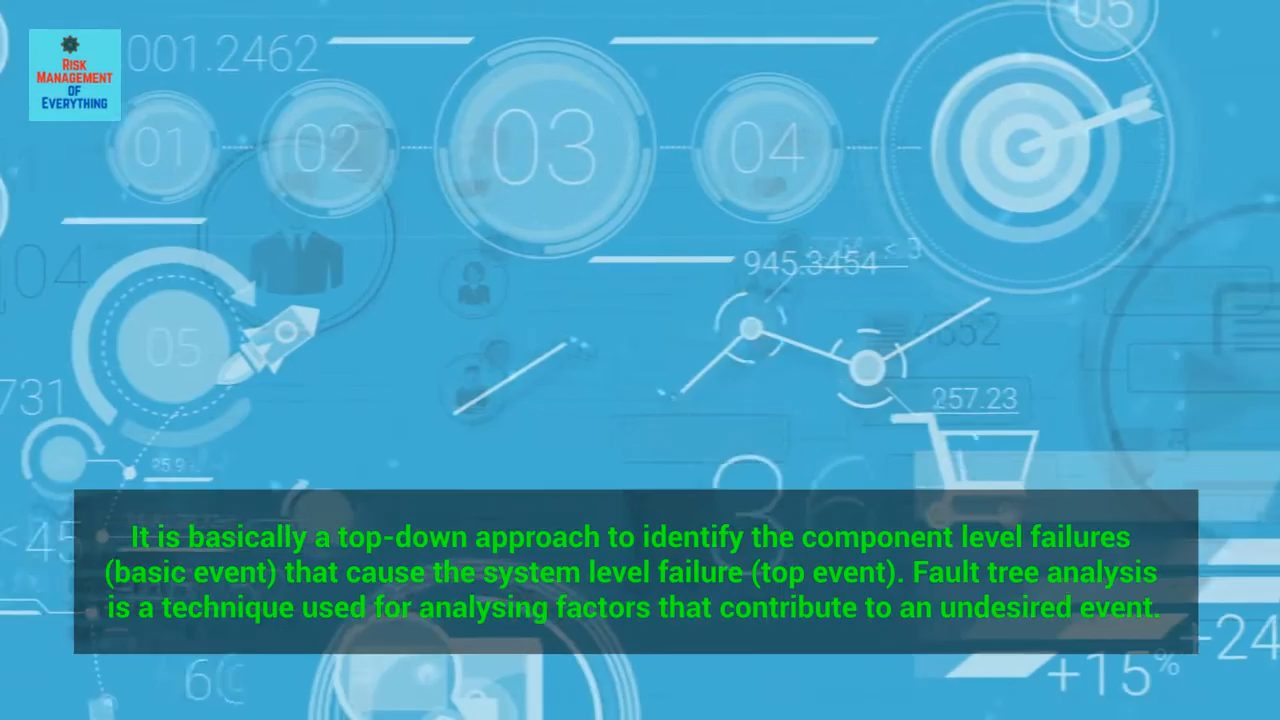 RISK
MANAGEMENT
OF
EVERYTHING
001.2462
05
01
02
03
04
945.3454
05
731
257.23
It is basically a top-down approach to identify the component level failures
(basic event) that cause the system level failure (top event). Fault tree analysis
is a technique used for analysing factors that contribute to an undesired event.
+24
+15%